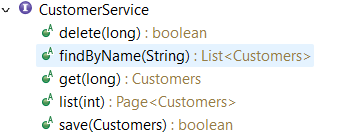 CustomerService
delete(long) : boolean
findByName(String) : List<Customers>
get(long) : Customers
list(int) : Page<Customers>
save(Customers) : boolean